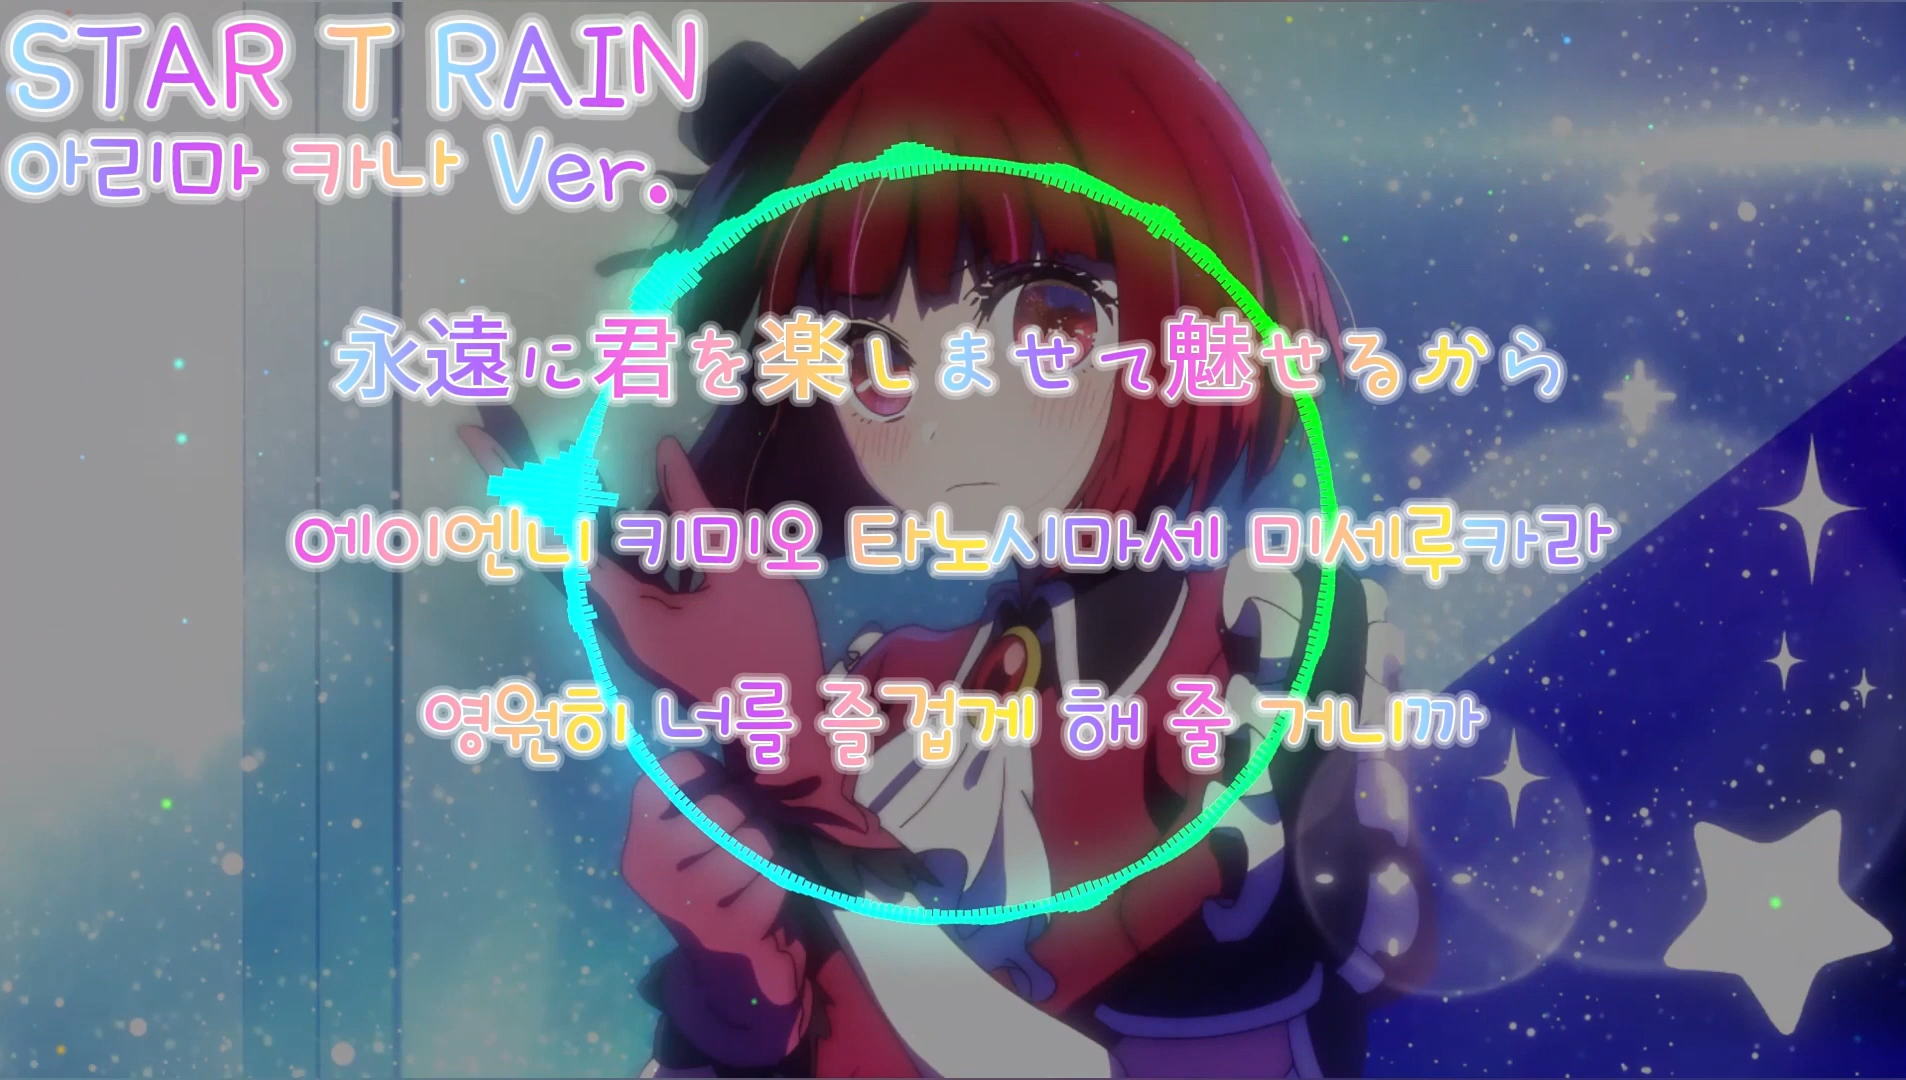 STAR T RAIN
아리마 카나 Ver.
永遠に君を楽しませて魅せるから
에이엔니 키미오 타노시마세 미세루카라
영원히 너를 즐겁게 해 줄 거니까